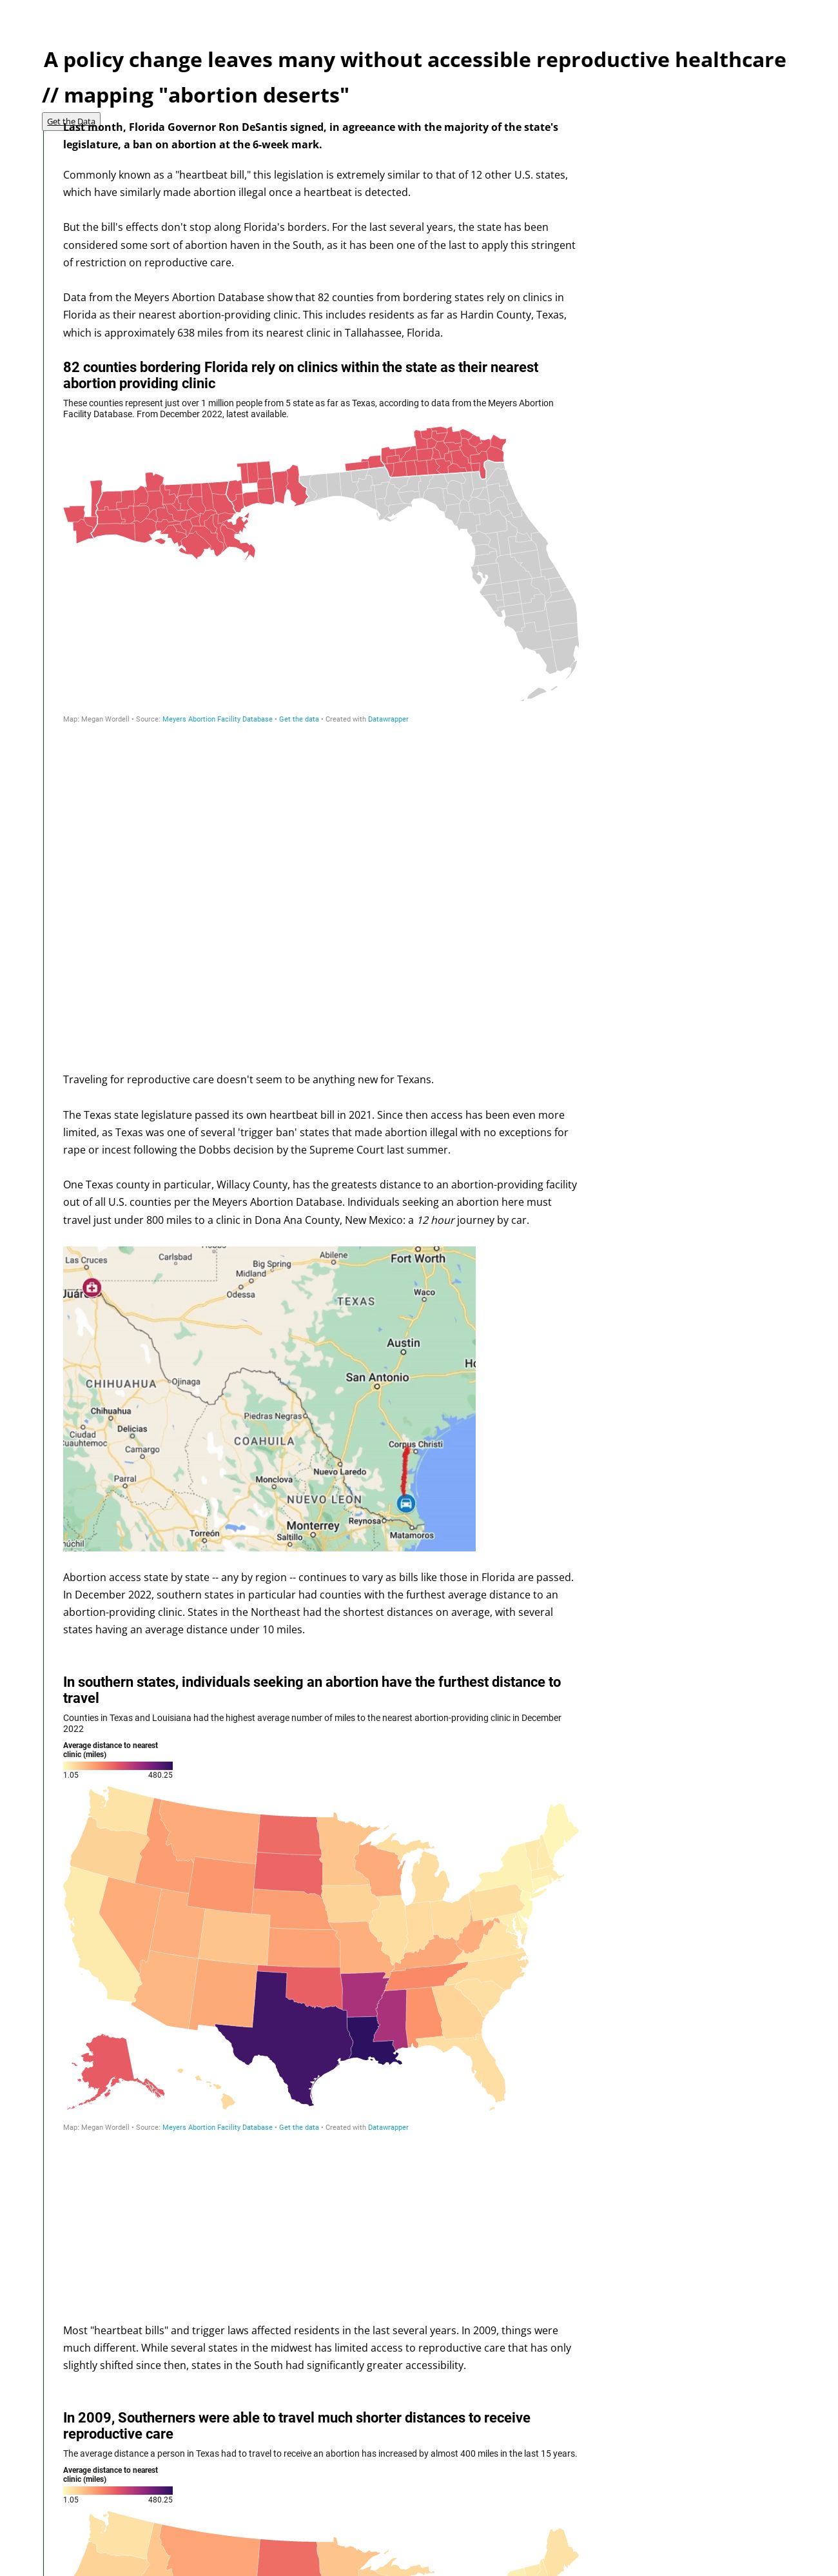 A policy change leaves many without accessible reproductive healthcare
// mapping "abortion deserts"
Get the Data
Last month, Florida Governor Ron DeSantis signed, in agreeance with the majority of the state's
legislature, a ban on abortion at the 6-week mark.
Commonly known as a "heartbeat bill," this legislation is extremely similar to that of 12 other U.S. states,
which have similarly made abortion illegal once a heartbeat is detected.
But the bill's effects don't stop along Florida's borders. For the last several years, the state has been
considered some sort of abortion haven in the South, as it has been one of the last to apply this stringent
of restriction on reproductive care.
Data from the Meyers Abortion Database show that 82 counties from bordering states rely on clinics in
Florida as their nearest abortion-providing clinic. This includes residents as far as Hardin County, Texas,
which is approximately 638 miles from its nearest clinic in Tallahassee, Florida.
82 counties bordering Florida rely on clinics within the state as their nearest
abortion providing clinic
These counties represent just over 1 million people from 5 state as far as Texas, according to data from the Meyers Abortion
Facility Database. From December 2022, latest available.
Map: Megan Wordell • Source: Meyers Abortion Facility Database • Get the data • Created with Datawrapper
Traveling for reproductive care doesn't seem to be anything new for Texans.
The Texas state legislature passed its own heartbeat bill in 2021. Since then access has been even more
limited, as Texas was one of several 'trigger ban' states that made abortion illegal with no exceptions for
rape or incest following the Dobbs decision by the Supreme Court last summer.
One Texas county in particular, Willacy County, has the greatests distance to an abortion-providing facility
out of all U.S. counties per the Meyers Abortion Database. Individuals seeking an abortion here must
travel just under 800 miles to a clinic in Dona Ana County, New Mexico: a 12 hour journey by car.
Las Cruces
Carlsbad
Big Spring
Abilene
Fort Worth
Midland
Odessa
Juár
TEXAS
Waco
Austin
San Antonio
CHIHUAHUA
Ojinaga
Chihuahua
Piedras Negras
Ciudad
Cuauhtemoc
Delicias
Camargo
COAHUILA
Corpus Christi
Parral
Monclova
Nuevo Laredo
NUEVO LEON
Reynosa
Torreón
Saltillo
Monterrey
Matamoros
Abortion access state by state -- any by region -- continues to vary as bills like those in Florida are passed.
In December 2022, southern states in particular had counties with the furthest average distance to an
abortion-providing clinic. States in the Northeast had the shortest distances on average, with several
states having an average distance under 10 miles.
In southern states, individuals seeking an abortion have the furthest distance to
travel
Counties in Texas and Louisiana had the highest average number of miles to the nearest abortion-providing clinic in December
2022
Average distance to nearest
clinic (miles)
1.05 480.25
Map: Megan Wordell • Source: Meyers Abortion Facility Database • Get the data • Created with Datawrapper
Most "heartbeat bills" and trigger laws affected residents in the last several years. In 2009, things were
much different. While several states in the midwest has limited access to reproductive care that has only
slightly shifted since then, states in the South had significantly greater accessibility.
In 2009, Southerners were able to travel much shorter distances to receive
reproductive care
The average distance a person in Texas had to travel to receive an abortion has increased by almost 400 miles in the last 15 years.
Average distance to nearest
clinic (miles)
1.05 480.25